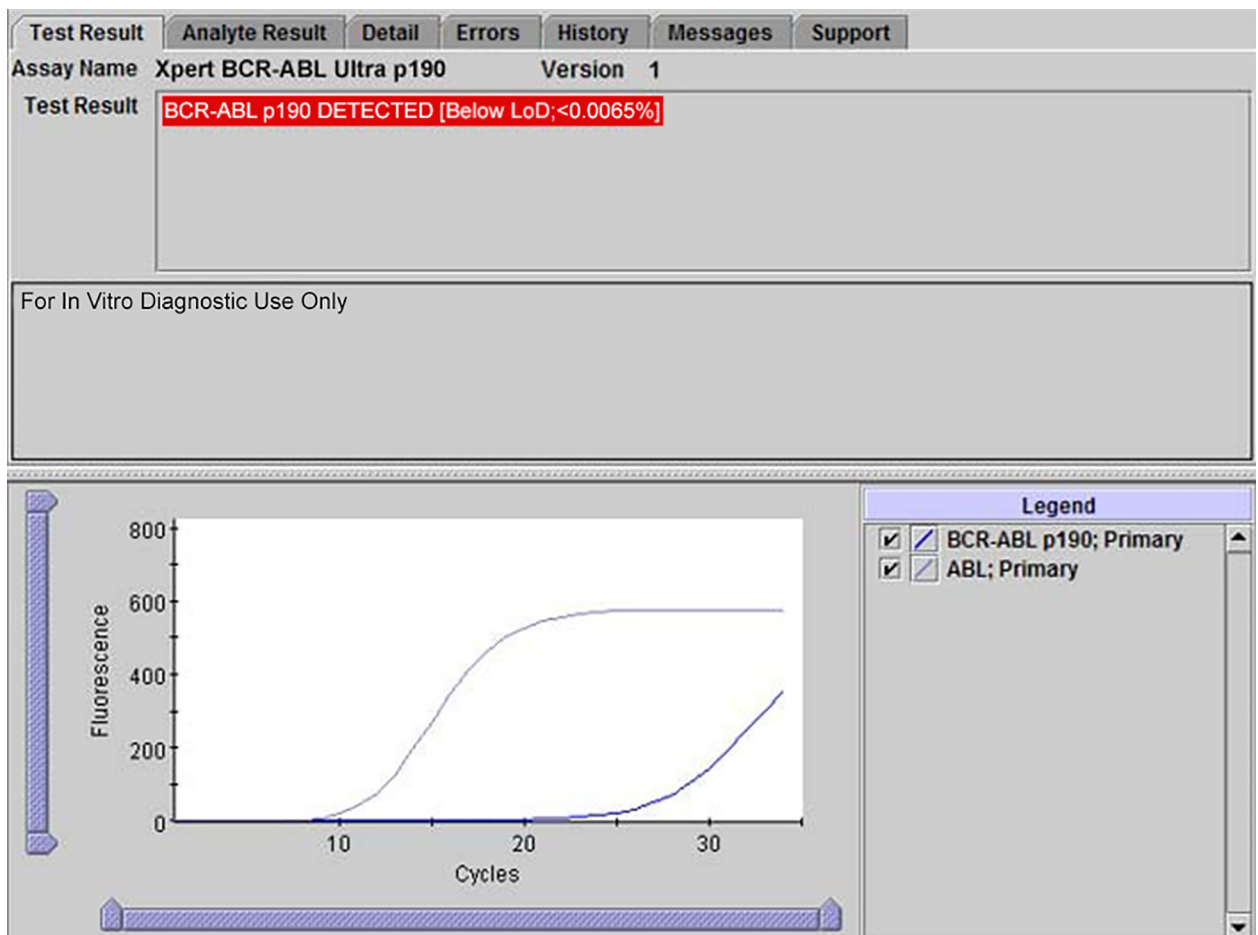 Test Result Analyte Result Detail Errors History Messages Support
Assay Name Xpert BCR-ABL Ultra p190 Version 1
Test Result BCR-ABL p190 DETECTED [Below LoD;<0.0065%]
For In Vitro Diagnostic Use Only
800
600
400
200
0
Fluorescence
10 20 30
Cycles
Legend
BCR-ABL p190; Primary
ABL; Primary